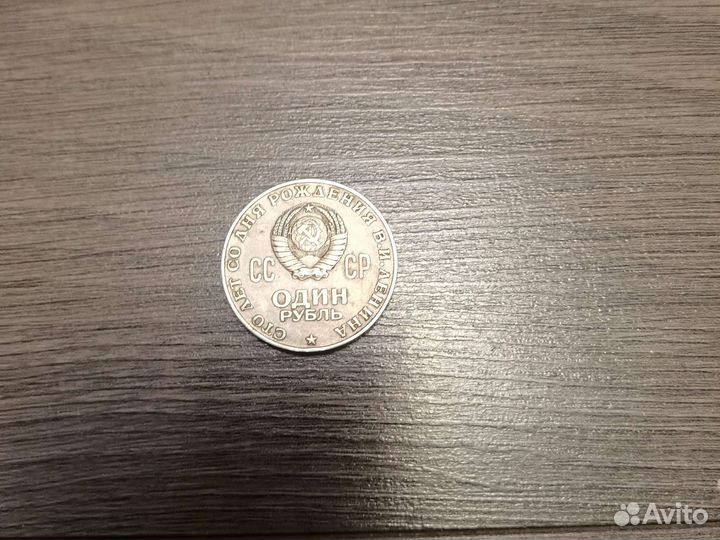 СТО ЛЕТ СО ДНЯ РОЖДЕНИЯ В.И.ЛЕНИНА
СС СР
ОДИН
РУБЛЬ
Avito